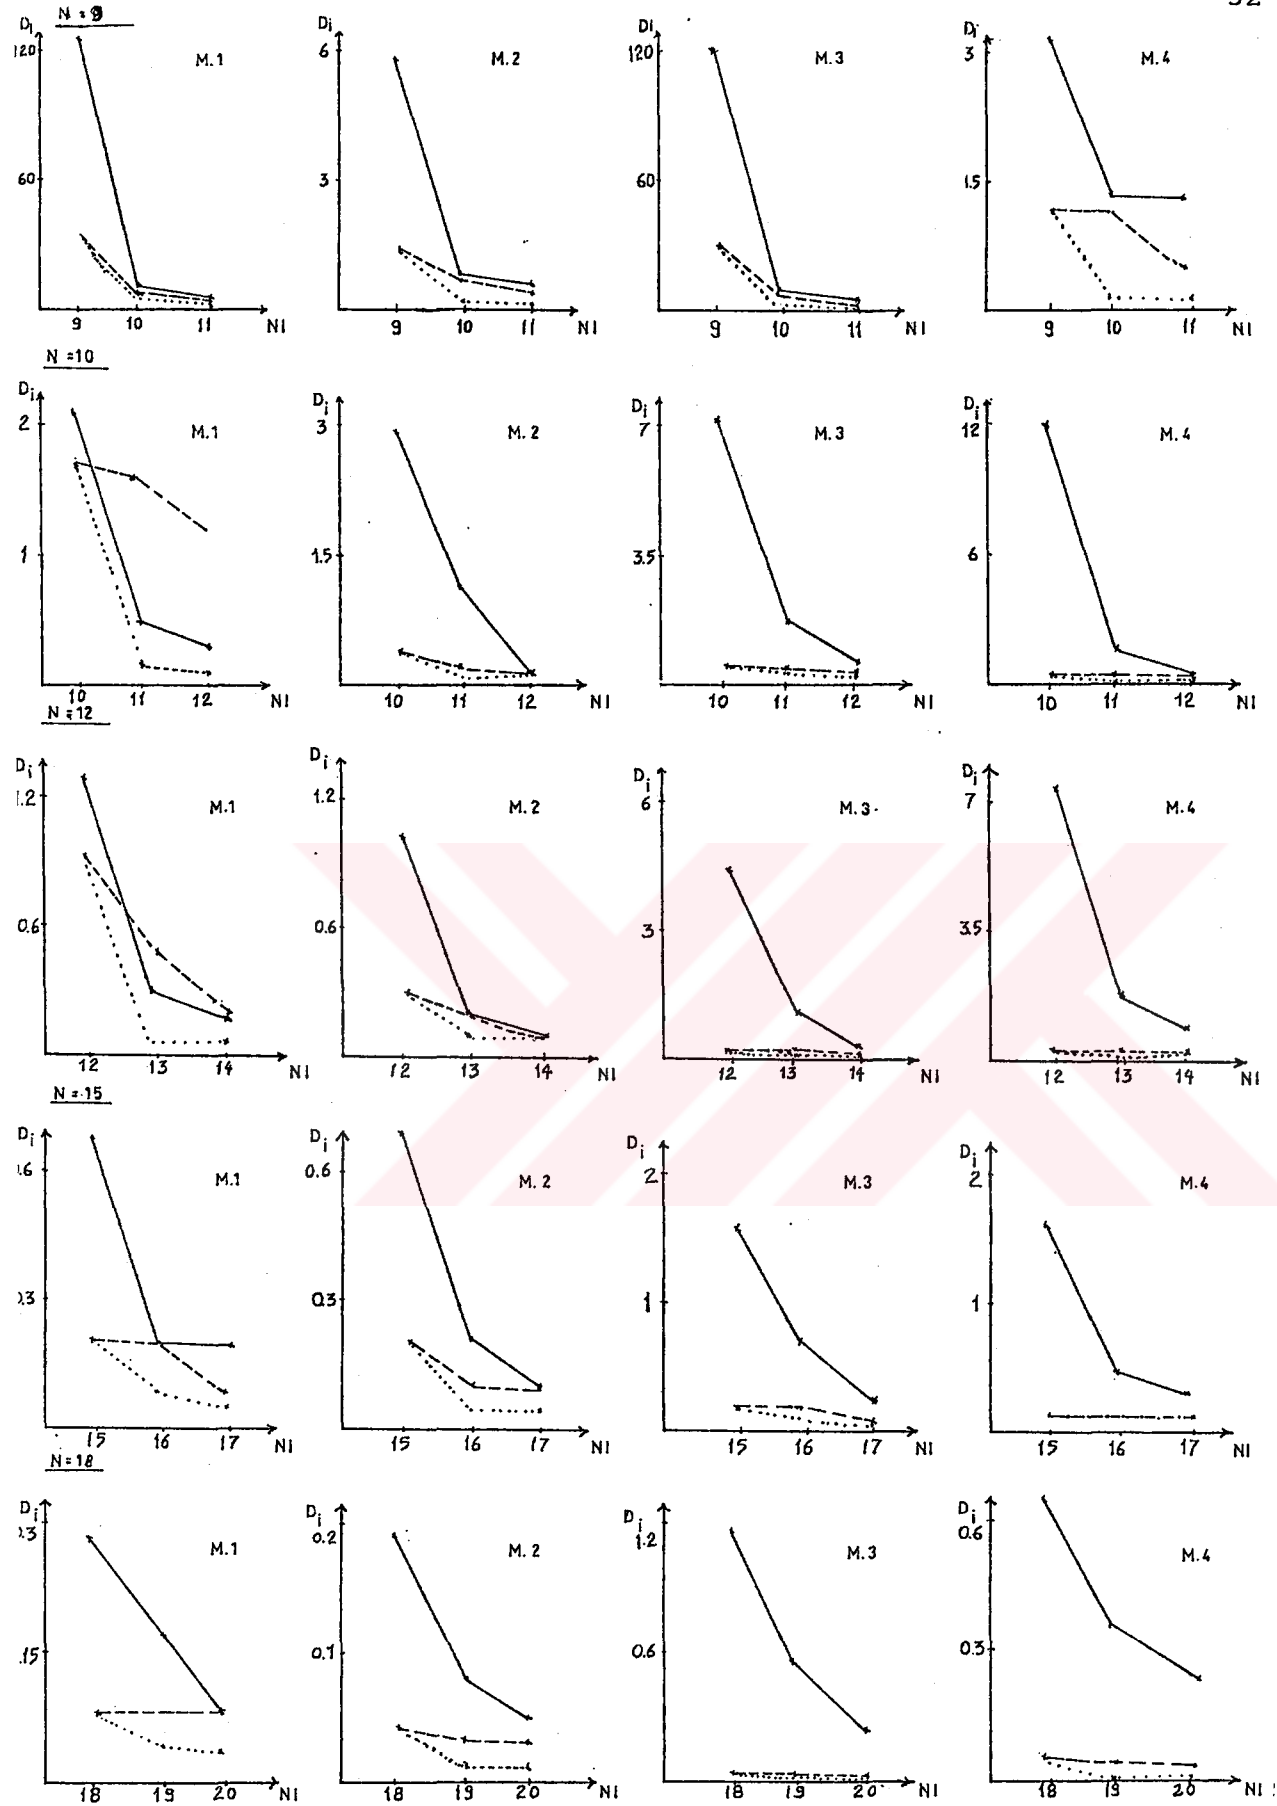 N = 9
Di Di Di Di
120 6 120 3
M.1 M.2 M.3 M.4
60 3 60 1.5
9 10 11 NI 9 10 11 NI 9 10 11 NI 9 10 11 NI
N =10
Di Di Di Di
2 3 7 12
M.1 M.2 M.3 M.4
1 1.5 3.5 6
10 11 12 NI 10 11 12 NI 10 11 12 NI 10 11 12 NI
N =12
Di Di Di Di
1.2 1.2 6 7
M.1 M.2 M.3 M.4
0.6 0.6 3 3.5
12 13 14 NI 12 13 14 NI 12 13 14 NI 12 13 14 NI
N =15
Di Di Di Di
.6 0.6 2 2
M.1 M.2 M.3 M.4
.3 0.3 1 1
15 16 17 NI 15 16 17 NI 15 16 17 NI 15 16 17 NI
N=18
Di Di Di Di
.3 0.2 1.2 0.6
M.1 M.2 M.3 M.4
.15 0.1 0.6 0.3
18 19 20 NI 18 19 20 NI 18 19 20 NI 18 19 20 NI